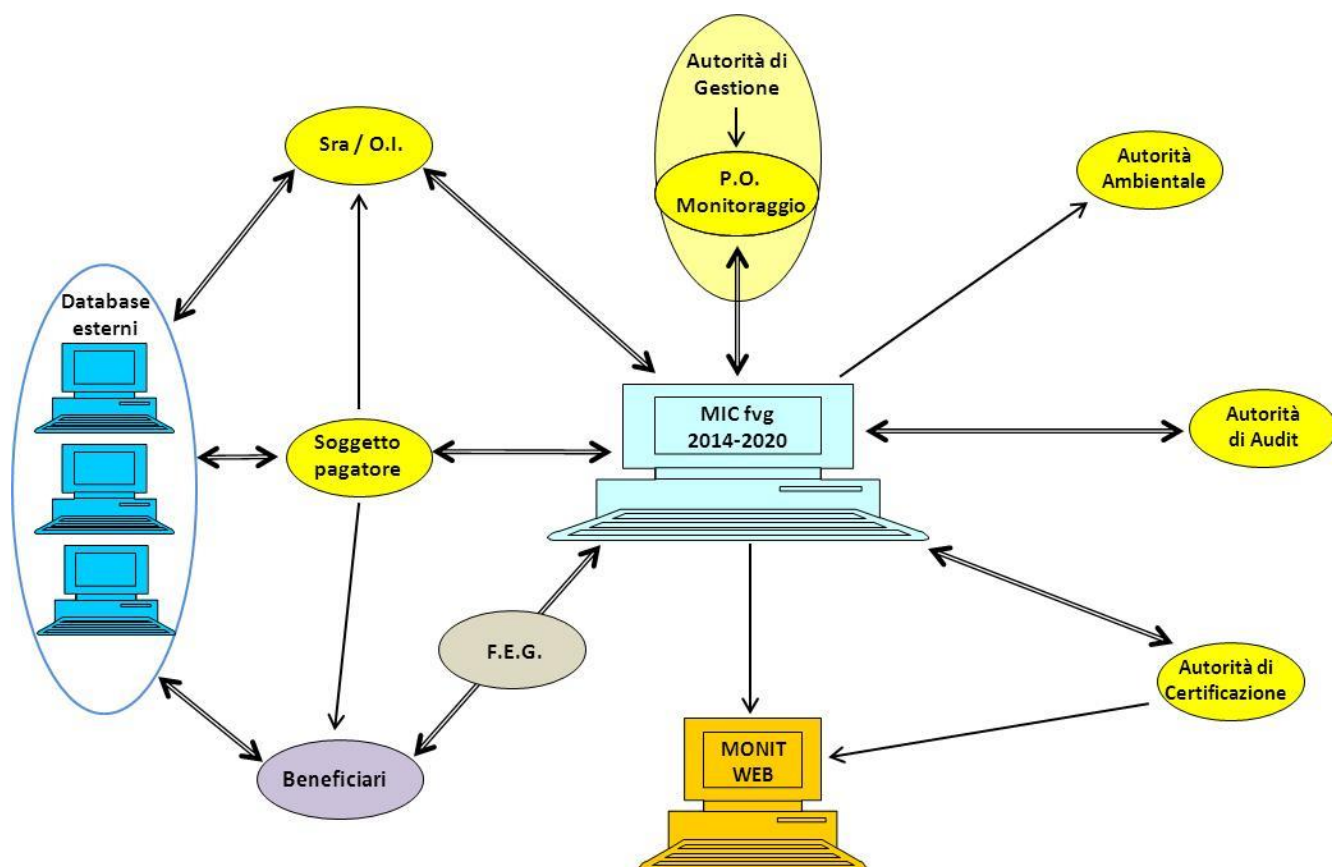 Autorità di
Gestione
Sra / O.I.
P.O.
Monitoraggio
Autorità
Ambientale
Database
esterni
MIC fvg
2014-2020
Autorità
di Audit
Soggetto
pagatore
F.E.G.
Autorità di
Certificazione
Beneficiari
MONIT
WEB